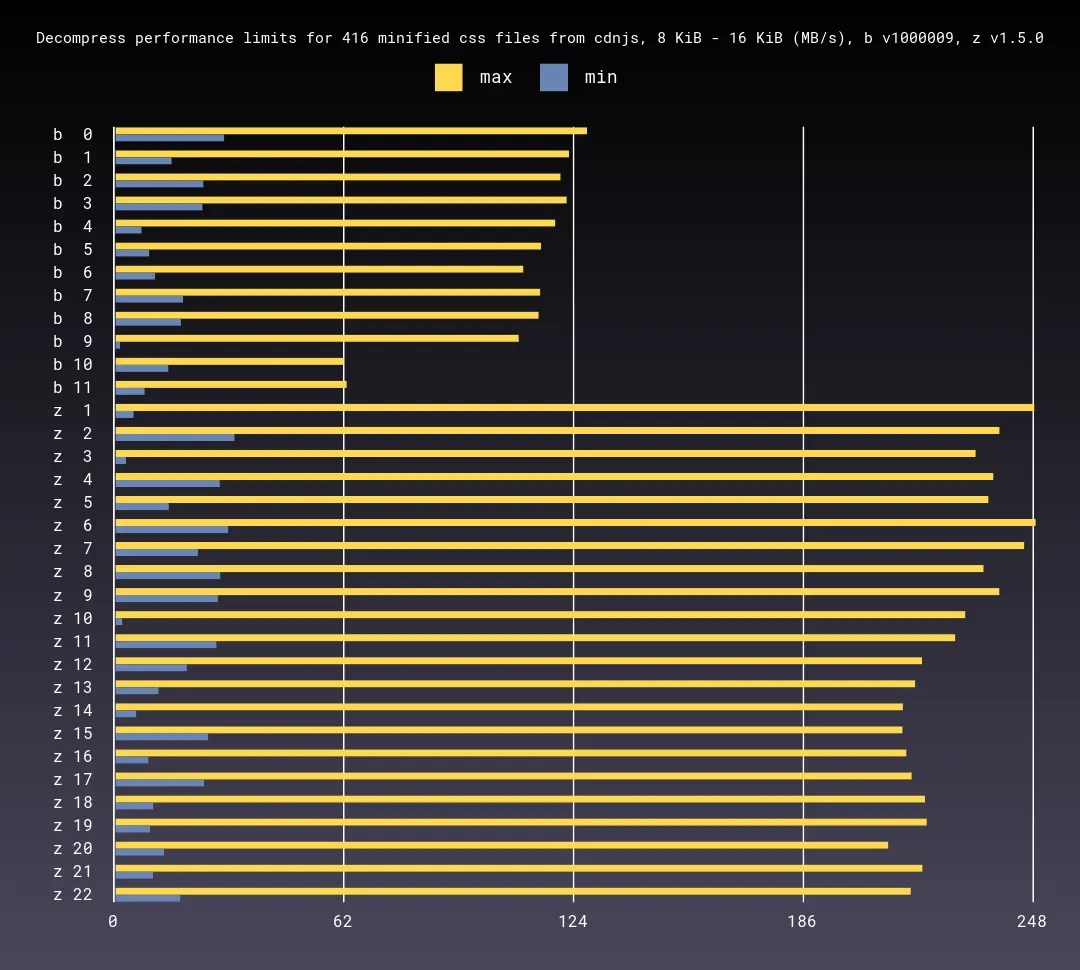 Decompress performance limits for 416 minified css files from cdnjs, 8 KiB - 16 KiB (MB/s), b v1000009, z v1.5.0
max min
b 0
b 1
b 2
b 3
b 4
b 5
b 6
b 7
b 8
b 9
b 10
b 11
z 1
z 2
z 3
z 4
z 5
z 6
z 7
z 8
z 9
z 10
z 11
z 12
z 13
z 14
z 15
z 16
z 17
z 18
z 19
z 20
z 21
z 22
0 62 124 186 248